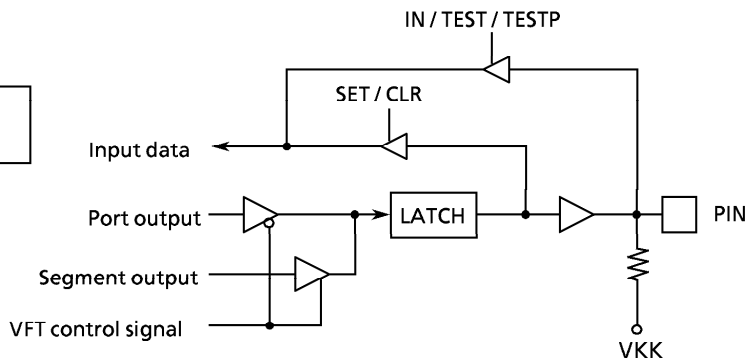 IN / TEST / TESTP
SET / CLR
Input data
Port output
LATCH
PIN
Segment output
VFT control signal
VKK